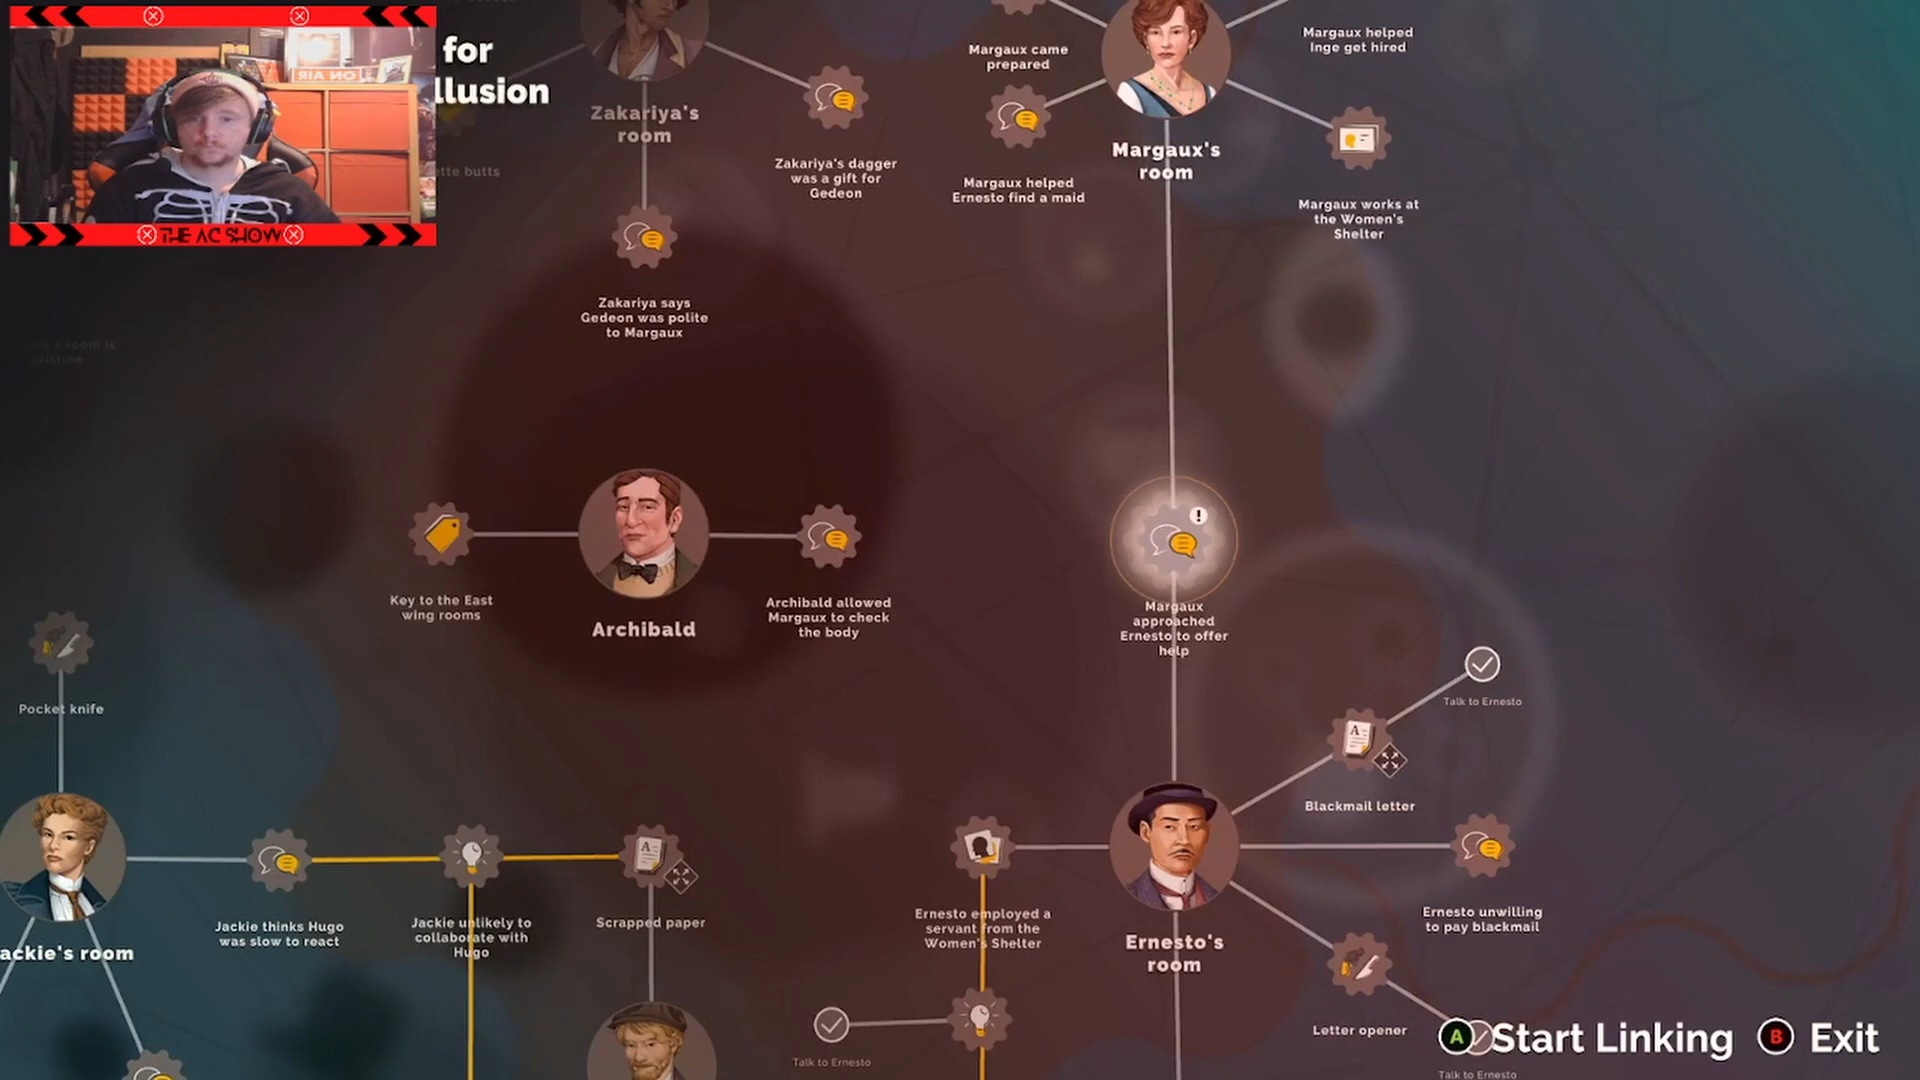 for
llusion
THE AC SHOW
tte butts
Zakariya's
room
Zakariya's dagger
was a gift for
Gedeon
Zakariya says
Gedeon was polite
to Margaux
Margaux came
prepared
Margaux helped
Ernesto find a maid
Margaux's
room
Margaux helped
Inge get hired
Margaux works at
the Women's
Shelter
room is
pristine
Key to the East
wing rooms
Archibald
Archibald allowed
Margaux to check
the body
Margaux
approached
Ernesto to offer
help
Talk to Ernesto
Blackmail letter
Pocket knife
ackie's room
Jackie thinks Hugo
was slow to react
Jackie unlikely to
collaborate with
Hugo
Scrapped paper
Ernesto employed a
servant from the
Women's Shelter
Ernesto's
room
Ernesto unwilling
to pay blackmail
Talk to Ernesto
Letter opener
A Start Linking
B Exit
Talk to Ernesto